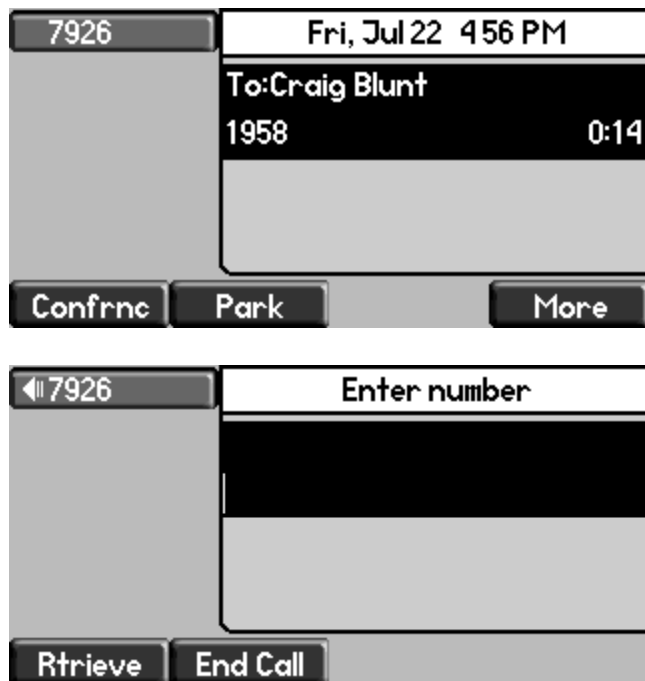 7926 Fri, Jul 22 4 56 PM
To:Craig Blunt
1958 0:14
Confrnc Park More
7926 Enter number
Rtrieve End Call